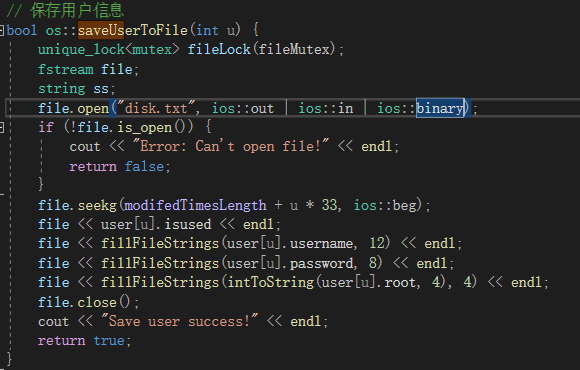 // 保存用户信息
bool os::saveUserToFile(int u) {
unique_lock<mutex> fileLock(fileMutex);
fstream file;
string ss;
file.open("disk.txt", ios::out | ios::in | ios::binary);
if (!file.is_open()) {
cout << "Error: Can't open file!" << endl;
return false;
}
file.seekg(modifedTimesLength + u * 33, ios::beg);
file << user[u].isused << endl;
file << fillFileStrings(user[u].username, 12) << endl;
file << fillFileStrings(user[u].password, 8) << endl;
file << fillFileStrings(intToString(user[u].root, 4), 4) << endl;
file.close();
cout << "Save user success!" << endl;
return true;
}